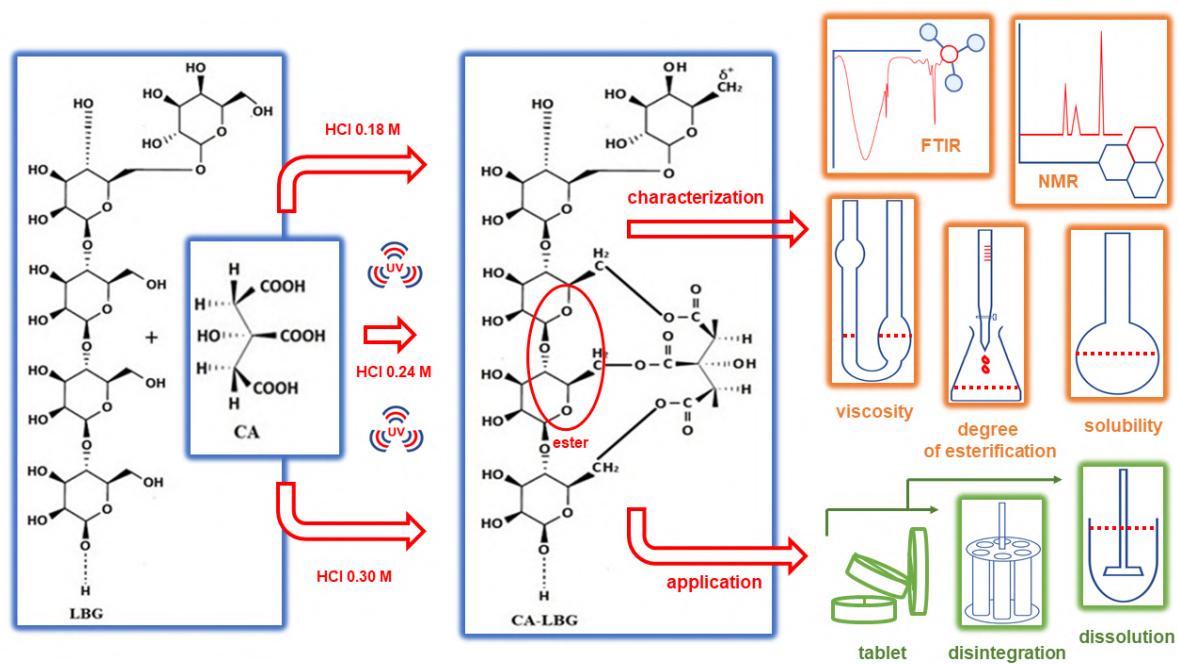 HO
HO
HO
OH
HO
O
HO
HO
O
O
HO
O
HO
OH
HO
O
O
HO
OH
HO
O
O
HO
OH
HO
O
O
H
LBG
+
H
COOH
H
HO
COOH
H
COOH
H
CA
HCl 0.18 M
UV
HCl 0.24 M
UV
HCl 0.30 M
OH
δ+
CH₂
HO
HO
O
HO
HO
O
HO
O
O
HO
H₂
C
HO
O
O
O
C
H
HO
O
O
H₂
C
O
C
OH
HO
O
H
O
C
O
O
ester
HO
CH₂
HO
O
O
H
CA-LBG
characterization
application
FTIR
NMR
viscosity
degree
of esterification
solubility
tablet
disintegration
dissolution